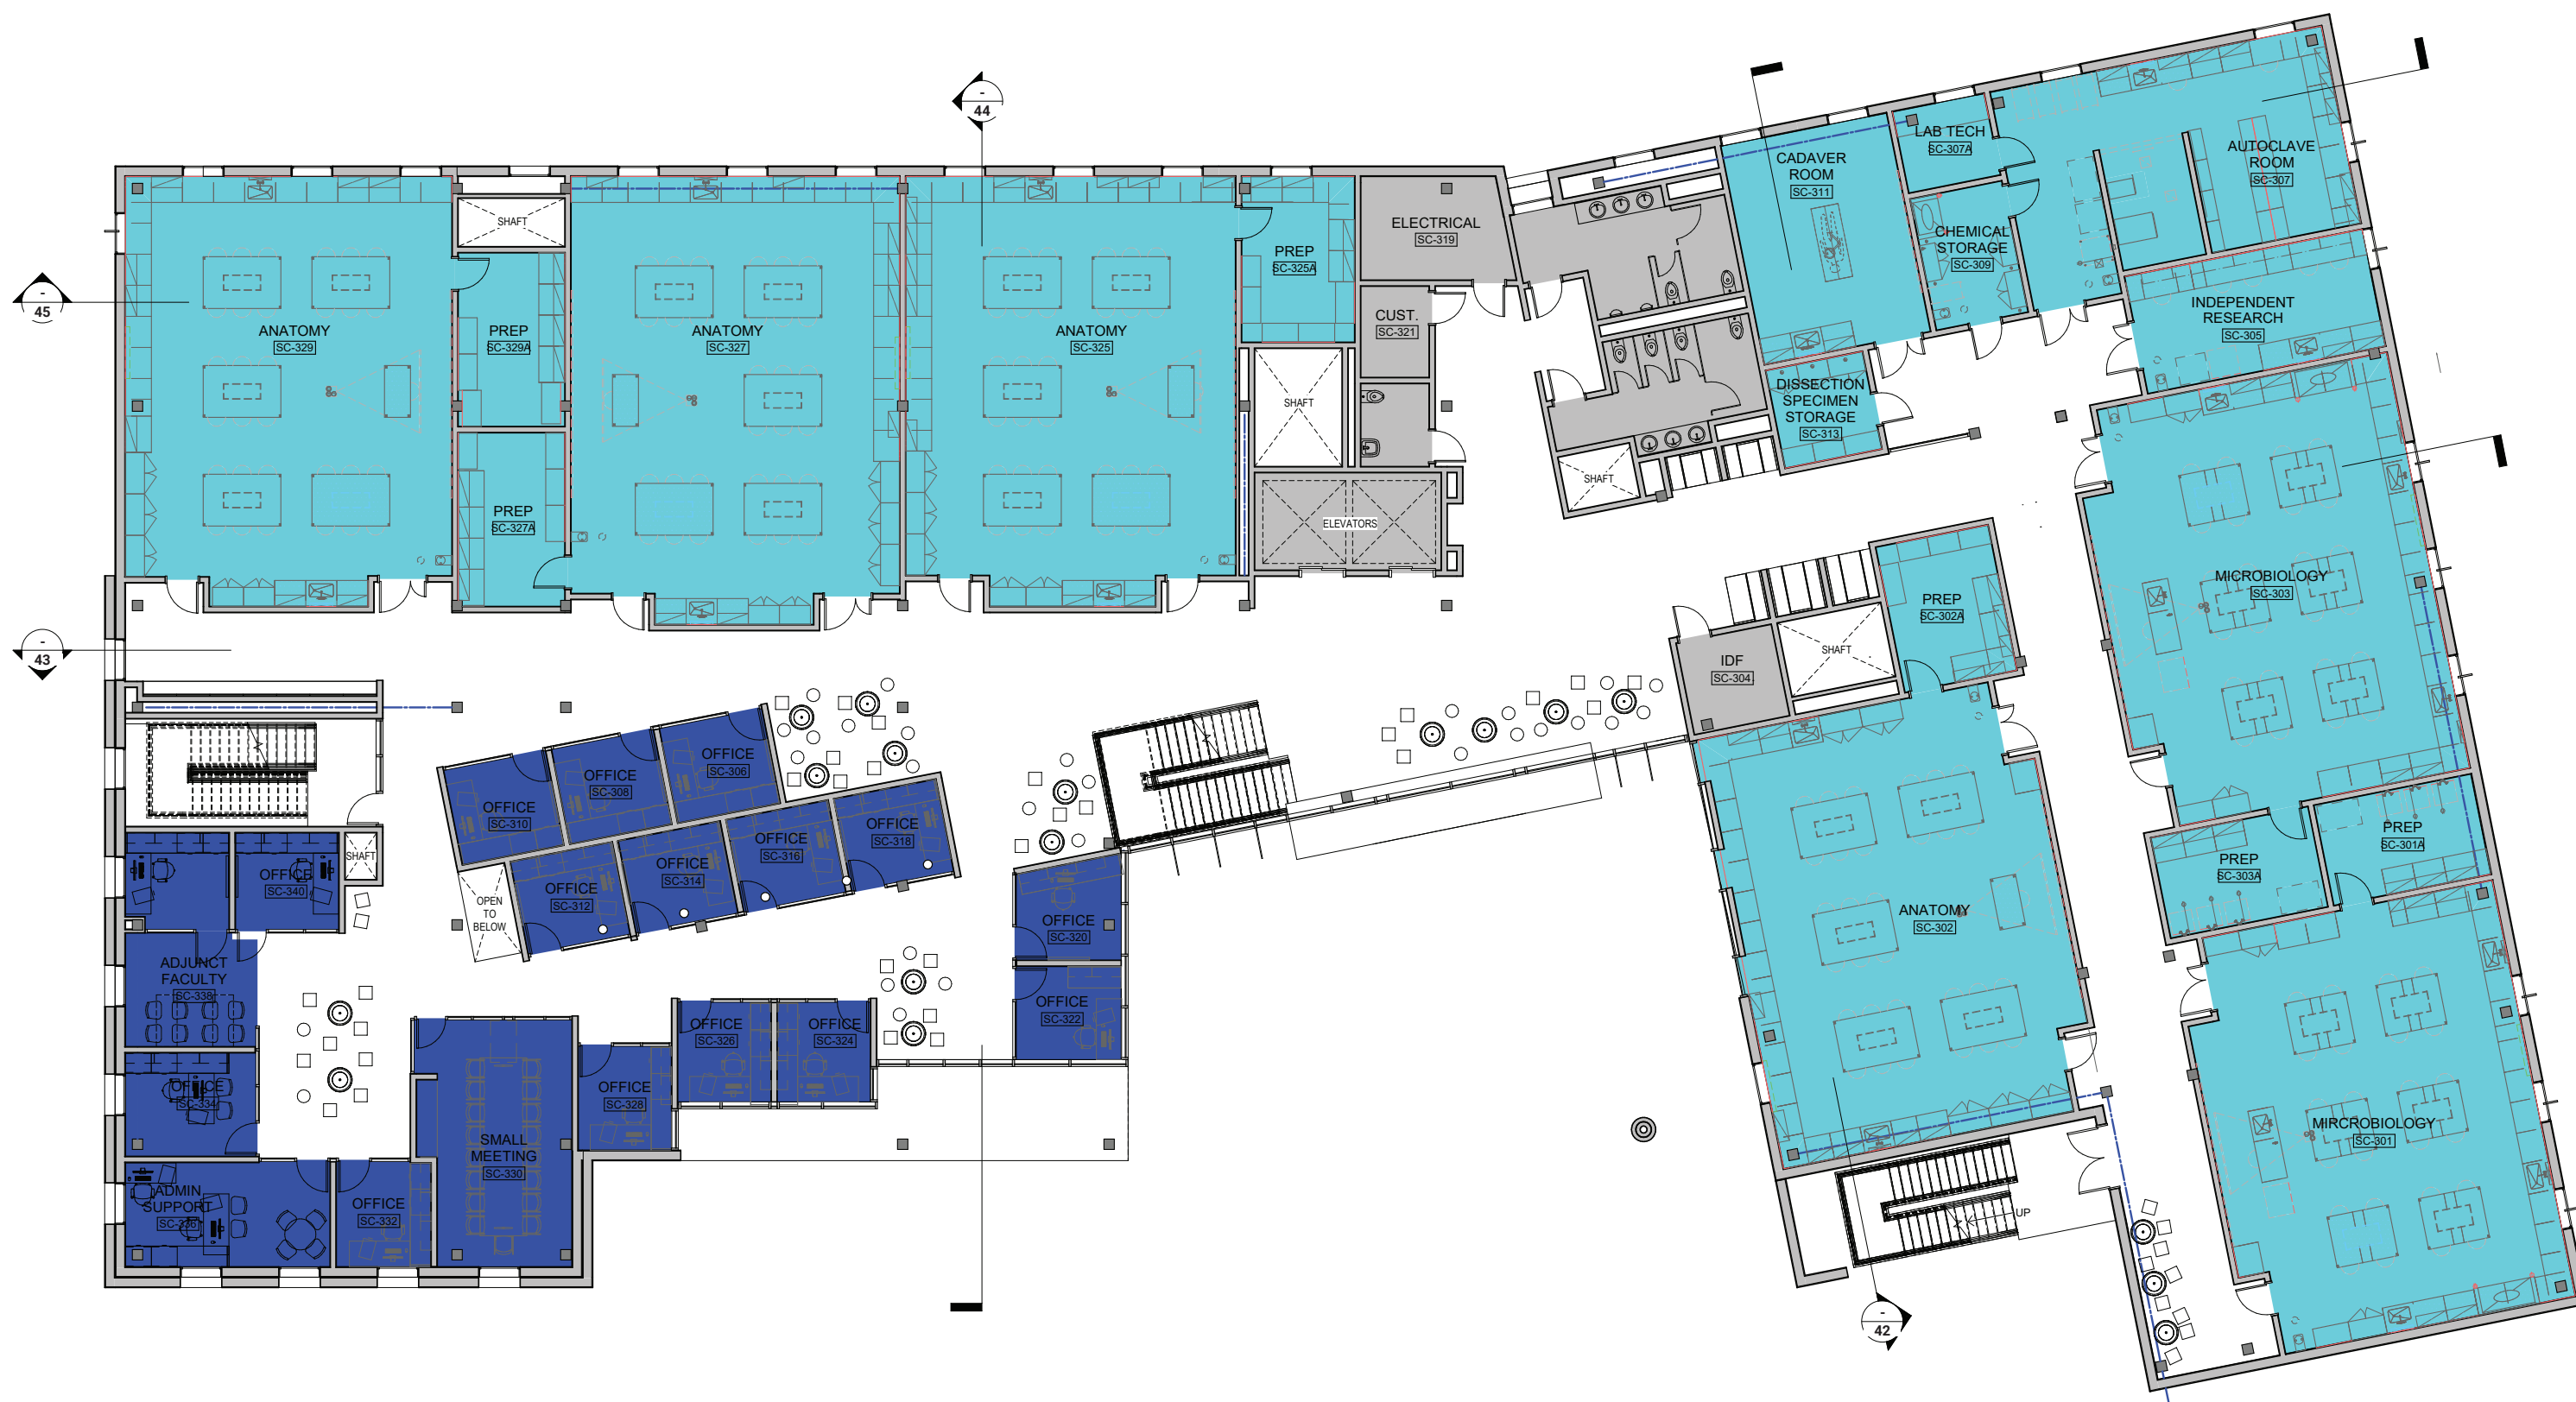 -
44
-
45
-
43
-
42
ANATOMY
SC-329
SHAFT
PREP
SC-329A
PREP
SC-327A
ANATOMY
SC-327
ANATOMY
SC-325
PREP
SC-325A
SHAFT
ELECTRICAL
SC-319
CUST.
SC-321
ELEVATORS
CADAVER
ROOM
SC-311
LAB TECH
SC-307A
AUTOCLAVE
ROOM
SC-307
CHEMICAL
STORAGE
SC-309
INDEPENDENT
RESEARCH
SC-305
DISSECTION
SPECIMEN
STORAGE
SC-313
SHAFT
MICROBIOLOGY
SC-303
PREP
SC-302A
SHAFT
IDF
SC-304
ANATOMY
SC-302
PREP
SC-301A
PREP
SC-303A
MIRCROBIOLOGY
SC-301
UP
OFFICE
SC-306
OFFICE
SC-308
OFFICE
SC-310
OFFICE
SC-318
OFFICE
SC-316
OFFICE
SC-314
OFFICE
SC-312
OPEN
TO
BELOW
SHAFT
OFFICE
SC-340
ADJUNCT
FACULTY
SC-338
OFFICE
SC-334
ADMIN
SUPPORT
SC-336
OFFICE
SC-332
SMALL
MEETING
SC-330
OFFICE
SC-328
OFFICE
SC-326
OFFICE
SC-324
OFFICE
SC-320
OFFICE
SC-322